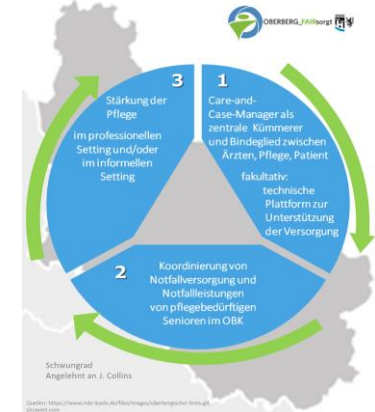 OBERBERG_FAIRsorgt
3
Stärkung der
Pflege
im professionellen
Setting und/oder
im informellen
Setting
1
Care-and-
Case-Manager als
zentrale Kümmerer
und Bindeglied zwischen
Ärzten, Pflege, Patient
fakultativ:
technische
Plattform zur
Unterstützung
der Versorgung
2
Koordinierung von
Notfallversorgung und
Notfallleistungen
von pflegebedürftigen
Senioren im OBK
Schwungrad
Angelehnt an J. Collins